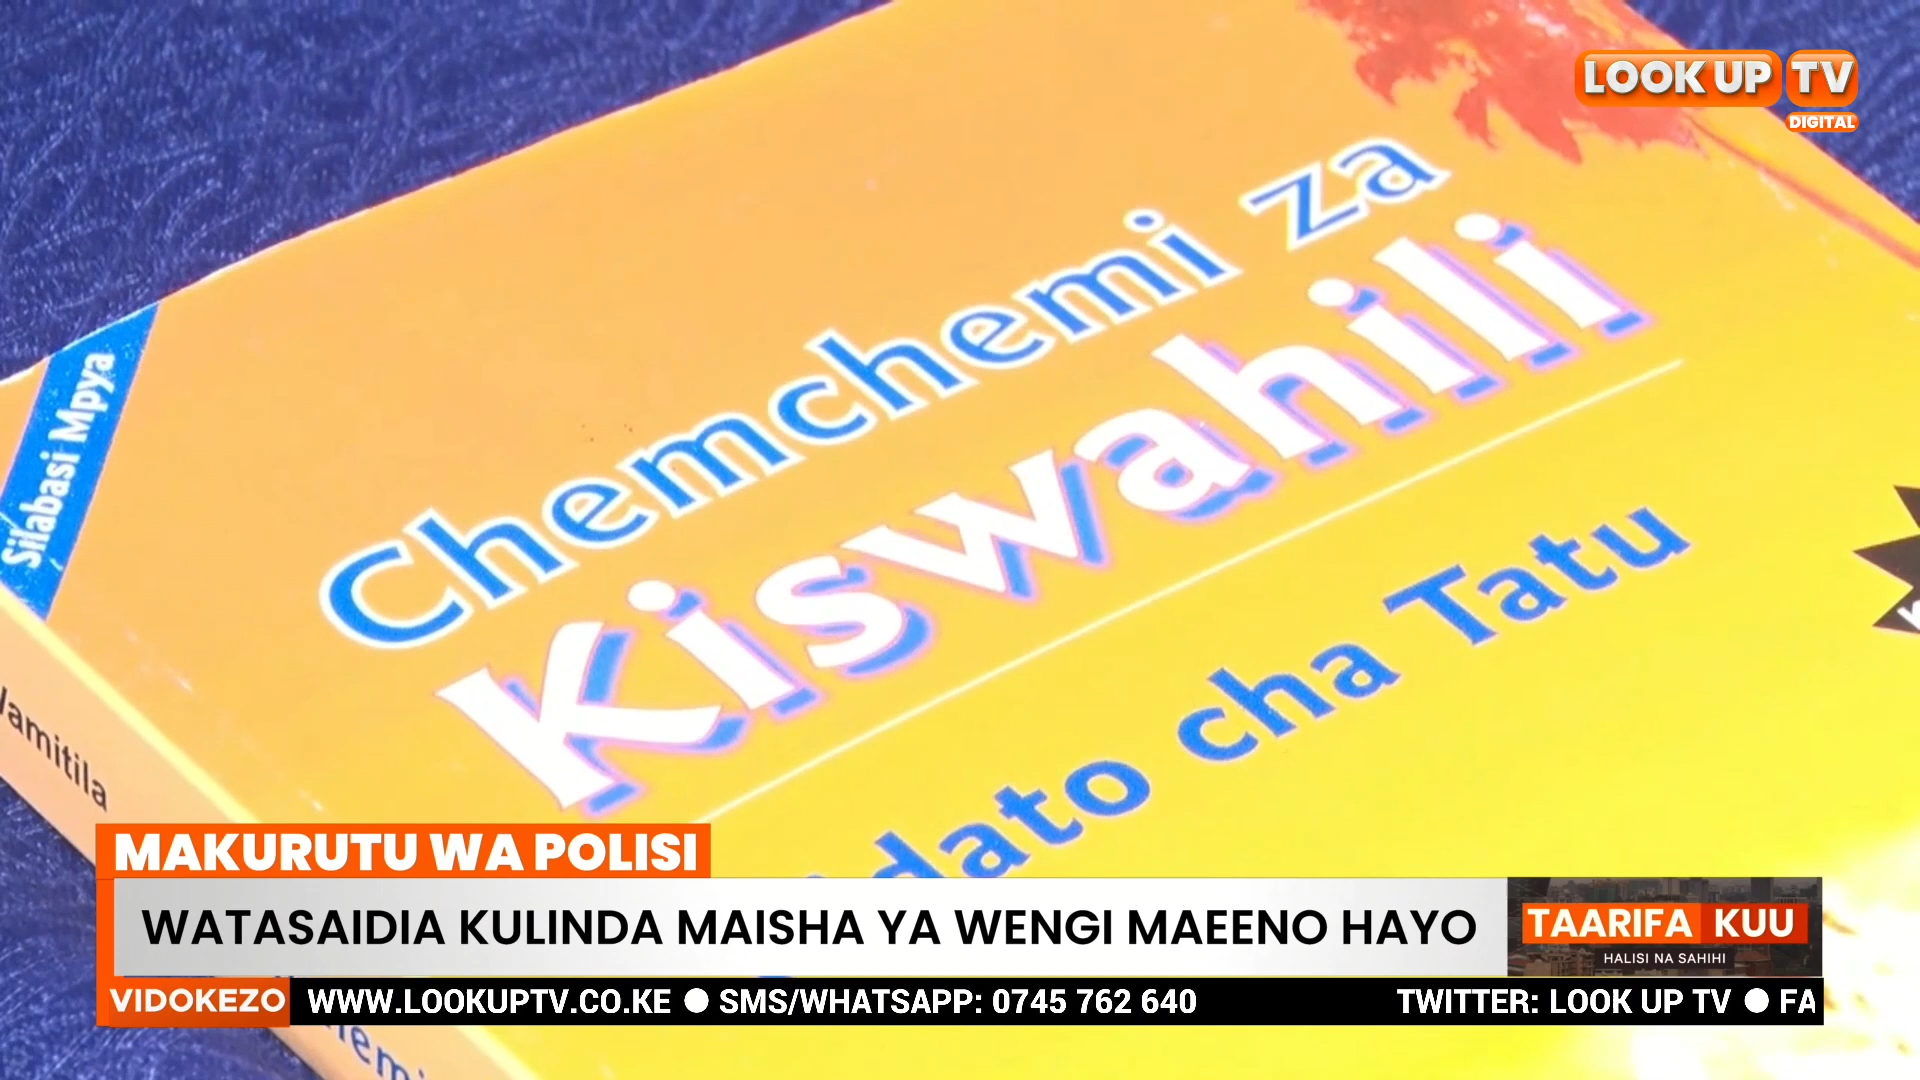 LOOK UP TV
DIGITAL
Chemchemi za
Kiswahili
cha Tatu
Silabasi Mpya
MAKURUTU WA POLISI
WATASAIDIA KULINDA MAISHA YA WENGI MAEENO HAYO
TAARIFA KUU
HALISI NA SAHIHI
VIDOKEZO
WWW.LOOKUPTV.CO.KE ● SMS/WHATSAPP: 0745 762 640
TWITTER: LOOK UP TV ● FA